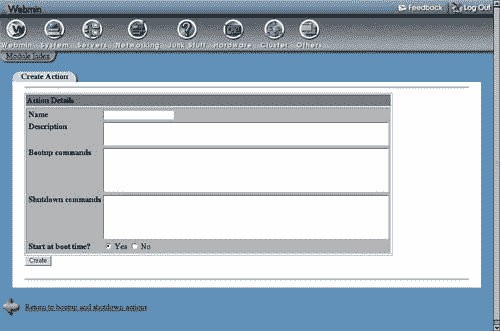 Webmin
Feedback Log Out
Webmin System Servers Networking Junk Stuff Hardware Cluster Others
Module Index
Create Action
Action Details
Name
Description
Bootup commands
Shutdown commands
Start at boot time? Yes No
Create
Return to bootup and shutdown actions